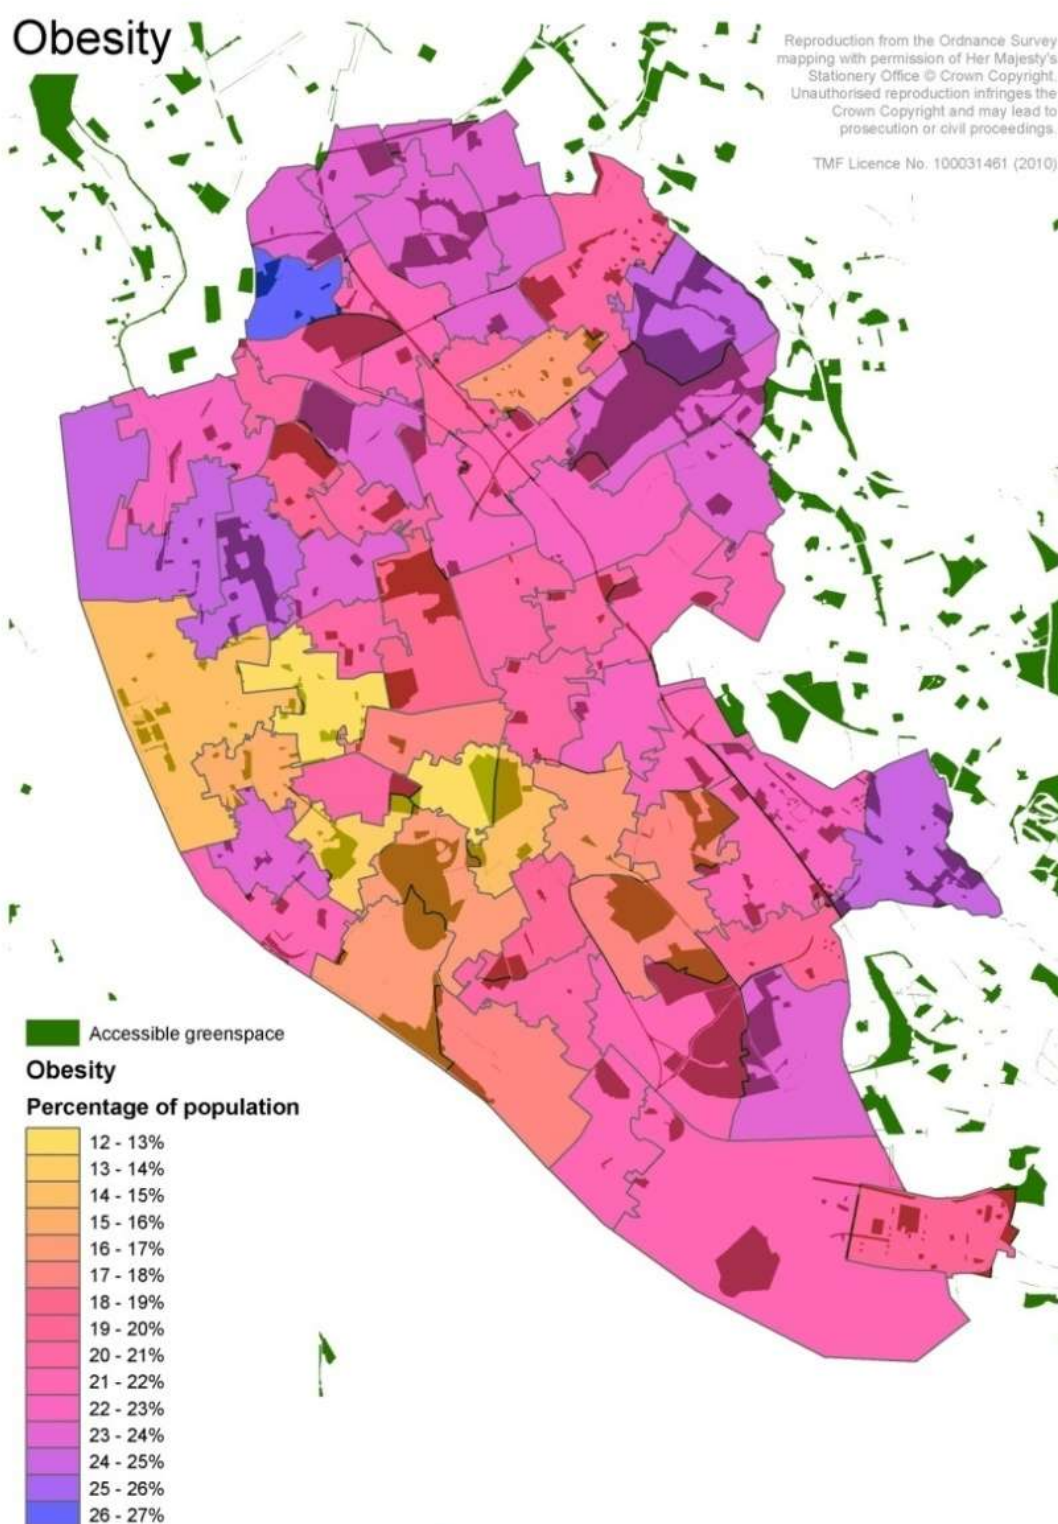 Obesity
Reproduction from the Ordnance Survey
mapping with permission of Her Majesty's
Stationery Office © Crown Copyright.
Unauthorised reproduction infringes the
Crown Copyright and may lead to
prosecution or civil proceedings.
TMF Licence No. 100031461 (2010)
Accessible greenspace
Obesity
Percentage of population
12 - 13%
13 - 14%
14 - 15%
15 - 16%
16 - 17%
17 - 18%
18 - 19%
19 - 20%
20 - 21%
21 - 22%
22 - 23%
23 - 24%
24 - 25%
25 - 26%
26 - 27%